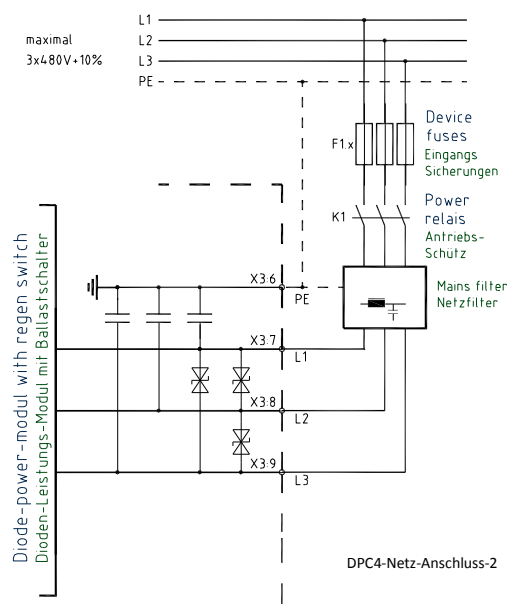 L1
maximal
L2
3x480V+10%
L3
PE
F1.x
Device
fuses
Eingangs
Sicherungen
K1
Power
relais
Antriebs-
Schütz
Mains filter
Netzfilter
X3:6
PE
X3:7
L1
X3:8
L2
X3:9
L3
Diode-power-modul with regen switch
Dioden-Leistungs-Modul mit Ballastschalter
DPC4-Netz-Anschluss-2